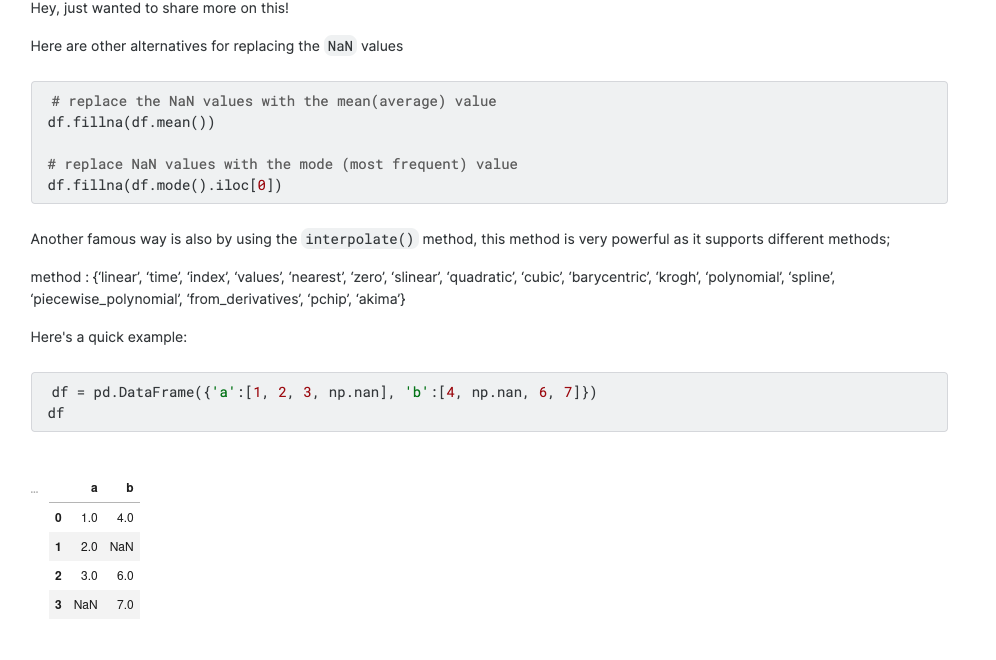 Hey, just wanted to share more on this!
Here are other alternatives for replacing the NaN values
# replace the NaN values with the mean(average) value
df.fillna(df.mean())
# replace NaN values with the mode (most frequent) value
df.fillna(df.mode().iloc[0])
Another famous way is also by using the interpolate() method, this method is very powerful as it supports different methods;
method : {‘linear’, ‘time’, ‘index’, ‘values’, ‘nearest’, ‘zero’, ‘slinear’, ‘quadratic’, ‘cubic’, ‘barycentric’, ‘krogh’, ‘polynomial’, ‘spline’,
‘piecewise_polynomial’, ‘from_derivatives’, ‘pchip’, ‘akima’}
Here's a quick example:
df = pd.DataFrame({'a':[1, 2, 3, np.nan], 'b':[4, np.nan, 6, 7]})
df
... a b
0 1.0 4.0
1 2.0 NaN
2 3.0 6.0
3 NaN 7.0